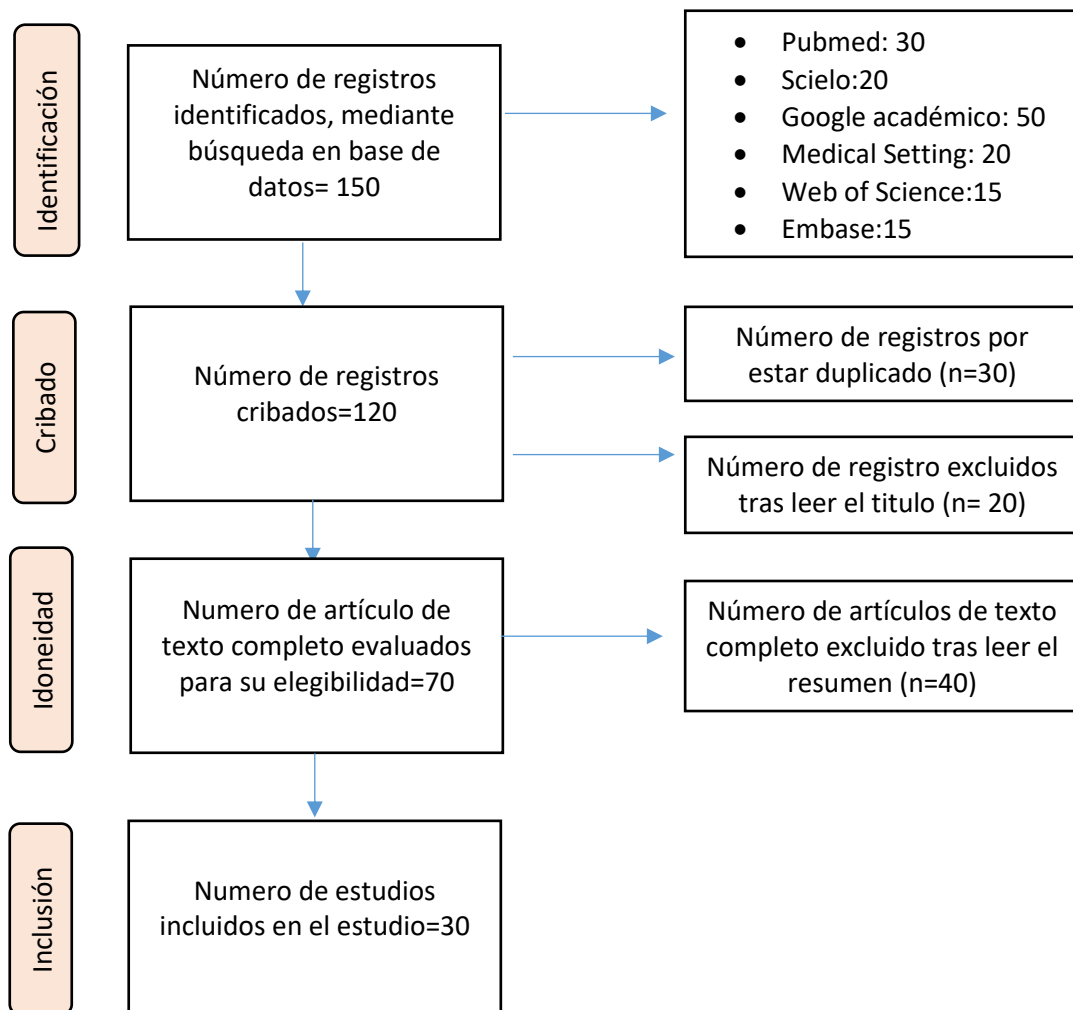 Identificación
Número de registros
identificados, mediante
búsqueda en base de
datos= 150
• Pubmed: 30
• Scielo:20
• Google académico: 50
• Medical Setting: 20
• Web of Science:15
• Embase:15
Cribado
Número de registros
cribados=120
Número de registros por
estar duplicado (n=30)
Número de registro excluidos
tras leer el titulo (n= 20)
Idoneidad
Numero de artículo de
texto completo evaluados
para su elegibilidad=70
Número de artículos de texto
completo excluido tras leer el
resumen (n=40)
Inclusión
Numero de estudios
incluidos en el estudio=30